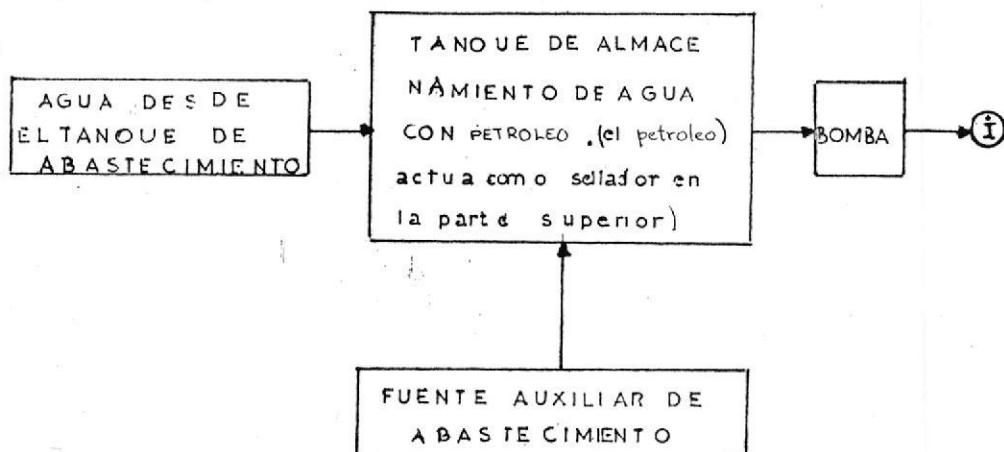 AGUA DESDE
EL TANQUE DE
ABASTECIMIENTO
TANQUE DE ALMACE
NAMIENTO DE AGUA
CON PETROLEO .(el petroleo)
actua como sellador en
la parte superior)
BOMBA
i
FUENTE AUXILIAR DE
ABASTECIMIENTO